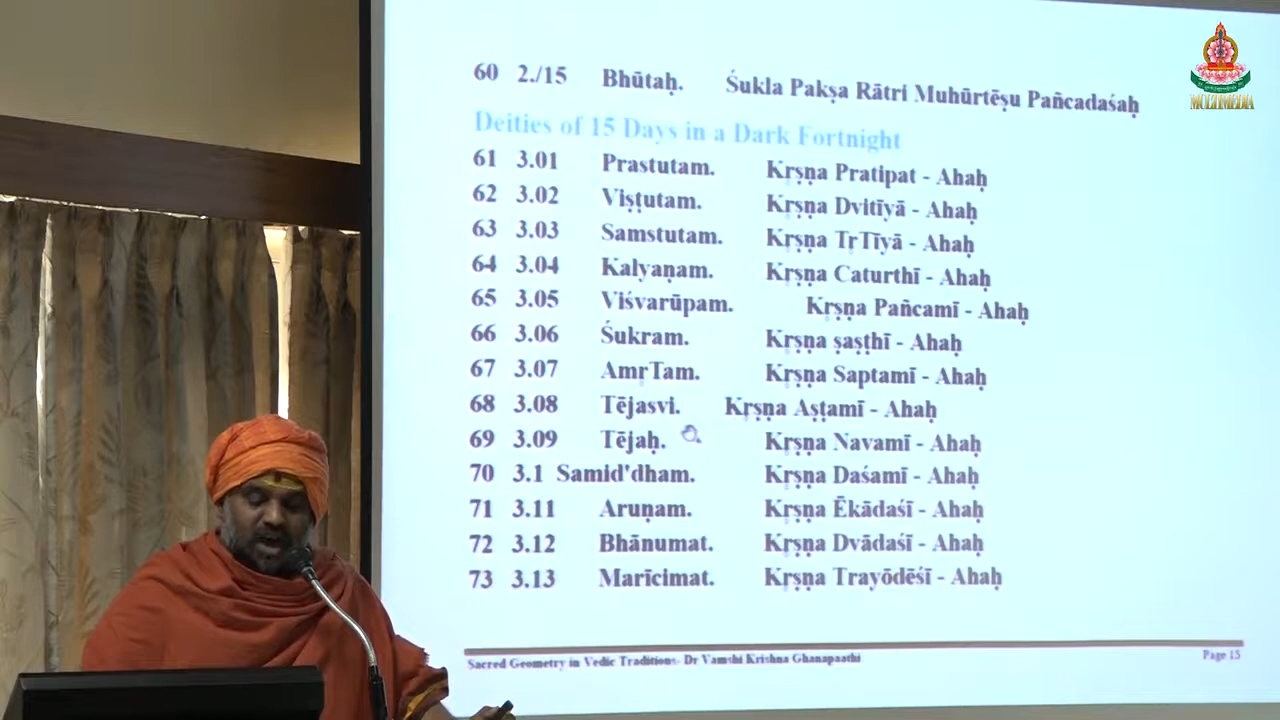 MULTIMEDIA
60 2./15 Bhūtaḥ. Śukla Pakṣa Rātri Muhūrtēṣu Pañcadaśaḥ
Deities of 15 Days in a Dark Fortnight
61 3.01 Prastutam. Kṛṣṇa Pratipat - Ahaḥ
62 3.02 Viṣṭutam. Kṛṣṇa Dvitīyā - Ahaḥ
63 3.03 Samstutam. Kṛṣṇa TṛTīyā - Ahaḥ
64 3.04 Kalyaṇam. Kṛṣṇa Caturthī - Ahaḥ
65 3.05 Viśvarūpam. Kṛṣṇa Pañcamī - Ahaḥ
66 3.06 Śukram. Kṛṣṇa ṣaṣṭhī - Ahaḥ
67 3.07 AmṛTam. Kṛṣṇa Saptamī - Ahaḥ
68 3.08 Tējasvi. Kṛṣṇa Aṣṭamī - Ahaḥ
69 3.09 Tējaḥ. Kṛṣṇa Navamī - Ahaḥ
70 3.1 Samid'dham. Kṛṣṇa Daśamī - Ahaḥ
71 3.11 Aruṇam. Kṛṣṇa Ēkādaśī - Ahaḥ
72 3.12 Bhānumat. Kṛṣṇa Dvādaśī - Ahaḥ
73 3.13 Marīcimat. Kṛṣṇa Trayōdēśī - Ahaḥ
Sacred Geometry in Vedic Traditions- Dr Vamshi Krishna Ghanapaathi Page 15